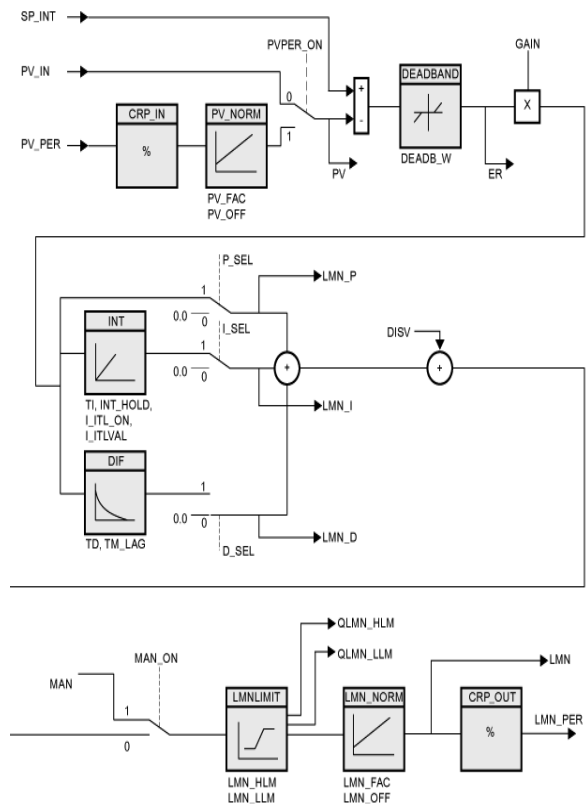 SP_INT
PVPER_ON
GAIN
PV_IN
DEADBAND
+
0
-
X
CRP_IN
PV_NORM
1
PV_PER
%
PV
DEADB_W
ER
PV_FAC
PV_OFF
P_SEL
LMN_P
1
INT
0.0
0
I_SEL
DISV
1
0.0
0
+
+
TI, INT_HOLD,
I_ITL_ON,
I_ITLVAL
LMN_I
DIF
1
0.0
0
LMN_D
TD, TM_LAG
D_SEL
QLMN_HLM
QLMN_LLM
MAN_ON
LMN
MAN
LMNLIMIT
LMN_NORM
CRP_OUT
1
LMN_PER
%
0
LMN_HLM
LMN_LLM
LMN_FAC
LMN_OFF